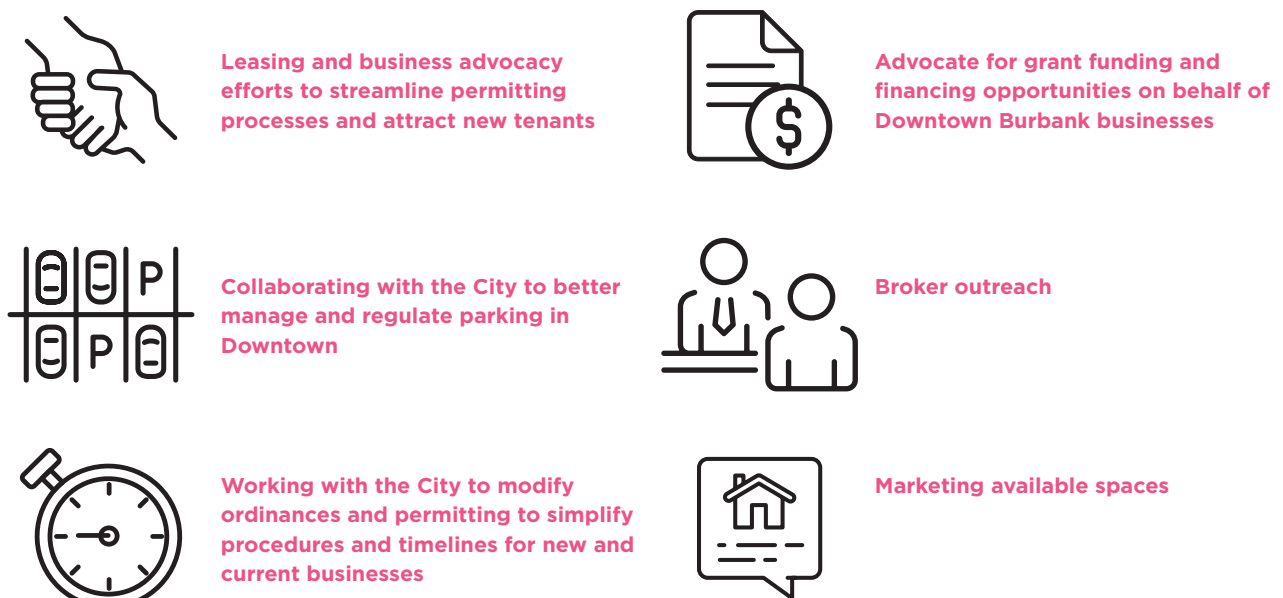 Leasing and business advocacy
efforts to streamline permitting
processes and attract new tenants
Advocate for grant funding and
financing opportunities on behalf of
Downtown Burbank businesses
$
P
P
Collaborating with the City to better
manage and regulate parking in
Downtown
Broker outreach
Working with the City to modify
ordinances and permitting to simplify
procedures and timelines for new and
current businesses
Marketing available spaces